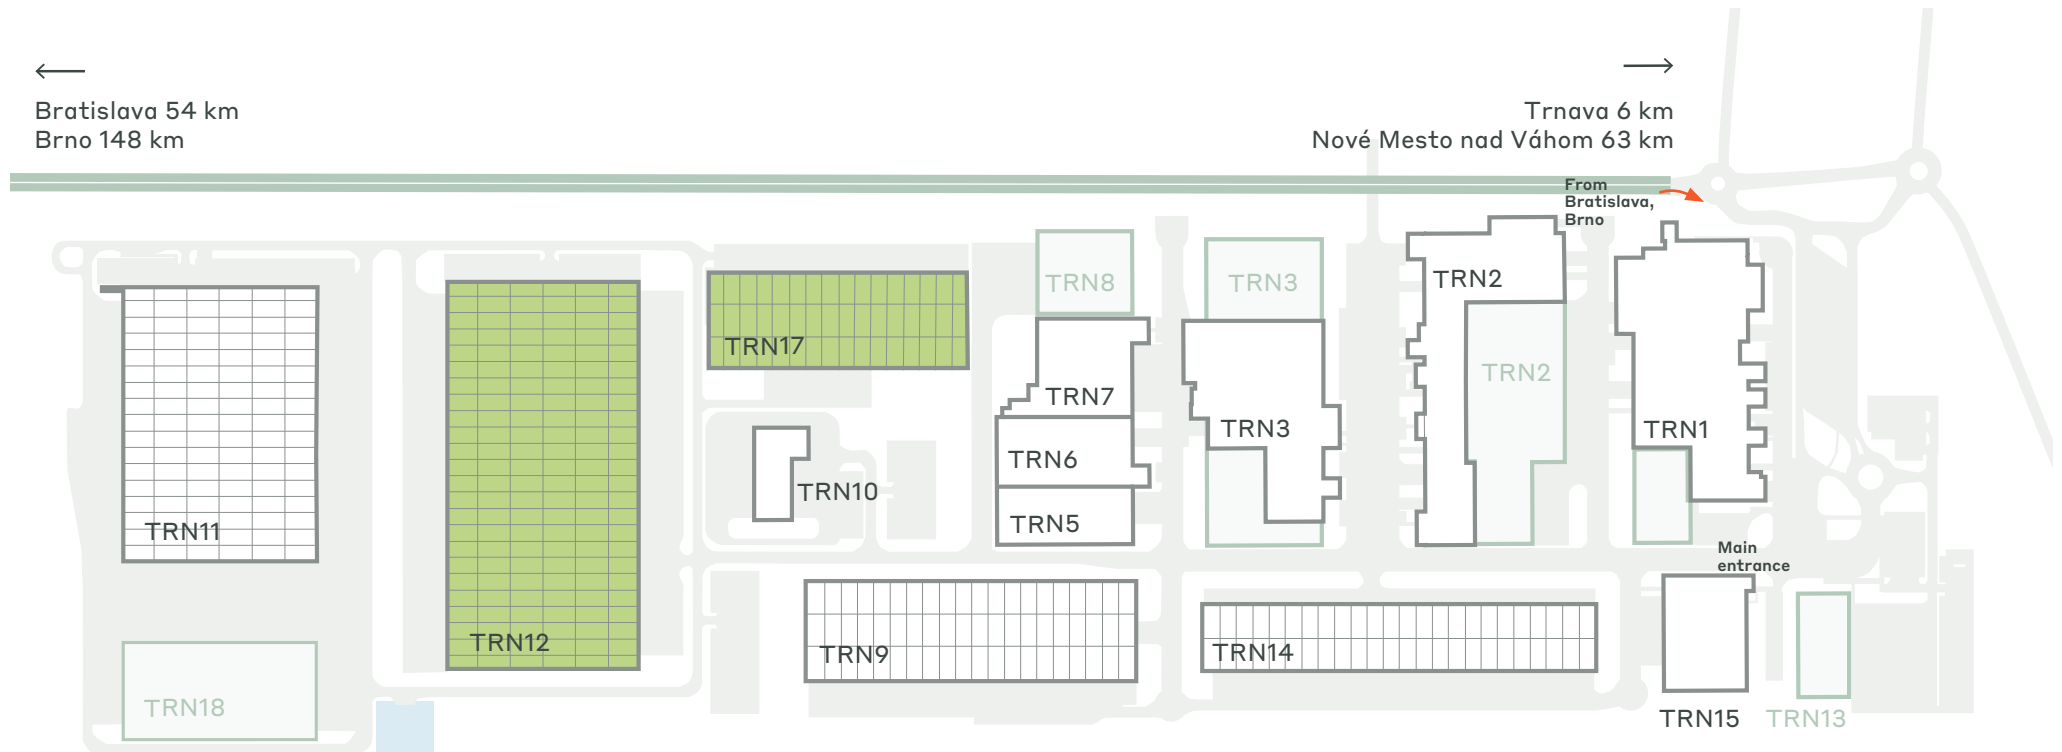 Bratislava 54 km
Brno 148 km
Trnava 6 km
Nové Mesto nad Váhom 63 km
From
Bratislava,
Brno
TRN8
TRN3
TRN2
TRN17
TRN2
TRN7
TRN3
TRN1
TRN6
TRN10
TRN5
TRN11
Main
entrance
TRN12
TRN9
TRN14
TRN18
TRN15
TRN13